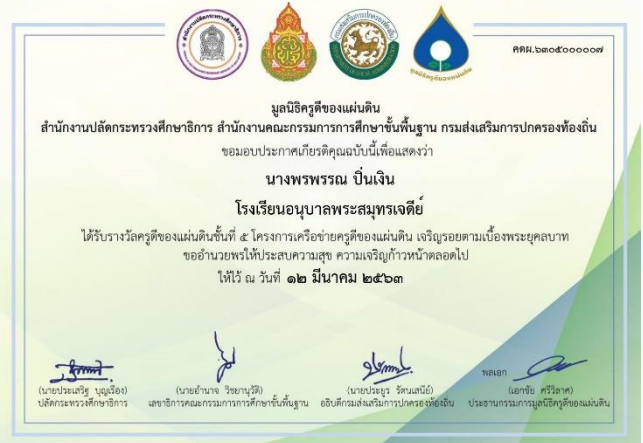 คดผ.๖๓๐๕๐๐๐๐๐๗
มูลนิธิครูดีของแผ่นดิน
สำนักงานปลัดกระทรวงศึกษาธิการ สำนักงานคณะกรรมการการศึกษาขั้นพื้นฐาน กรมส่งเสริมการปกครองท้องถิ่น
ขอมอบประกาศเกียรติคุณฉบับนี้เพื่อแสดงว่า
นางพรพรรณ ปิ่นเงิน
โรงเรียนอนุบาลพระสมุทรเจดีย์
ได้รับรางวัลครูดีของแผ่นดินขั้นที่ ๕ โครงการเครือข่ายครูดีของแผ่นดิน เจริญรอยตามเบื้องพระยุคลบาท
ขออำนวยพรให้ประสบความสุข ความเจริญก้าวหน้าตลอดไป
ให้ไว้ ณ วันที่ ๑๒ มีนาคม ๒๕๖๓
พลเอก
(นายประเสริฐ บุญเรือง) (นายอำนาจ วิชยานุวัติ) (นายประยูร รัตนเสนีย์) (เอกชัย ศรีวิลาศ)
ปลัดกระทรวงศึกษาธิการ เลขาธิการคณะกรรมการการศึกษาขั้นพื้นฐาน อธิบดีกรมส่งเสริมการปกครองท้องถิ่น ประธานกรรมการมูลนิธิครูดีของแผ่นดิน